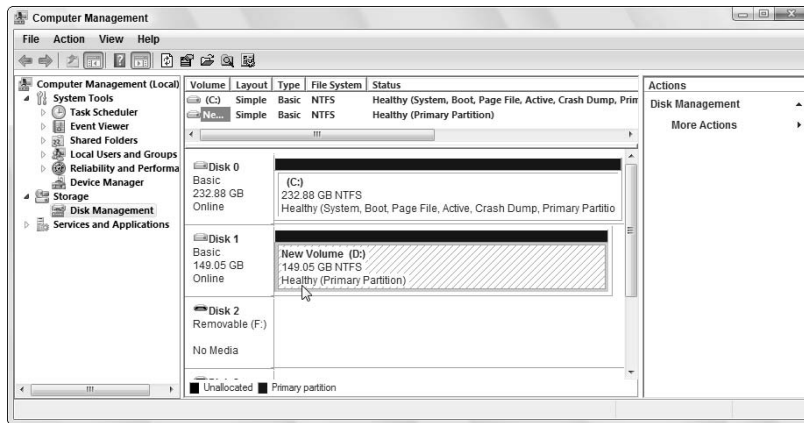 Computer Management
File Action View Help
Computer Management (Local)
System Tools
Task Scheduler
Event Viewer
Shared Folders
Local Users and Groups
Reliability and Performa
Device Manager
Storage
Disk Management
Services and Applications
Volume Layout Type File System Status
(C:) Simple Basic NTFS Healthy (System, Boot, Page File, Active, Crash Dump, Prim
Ne... Simple Basic NTFS Healthy (Primary Partition)
Disk 0
Basic
232.88 GB
Online
(C:)
232.88 GB NTFS
Healthy (System, Boot, Page File, Active, Crash Dump, Primary Partitio
Disk 1
Basic
149.05 GB
Online
New Volume (D:)
149.05 GB NTFS
Healthy (Primary Partition)
Disk 2
Removable (F:)
No Media
Unallocated Primary partition
Actions
Disk Management
More Actions